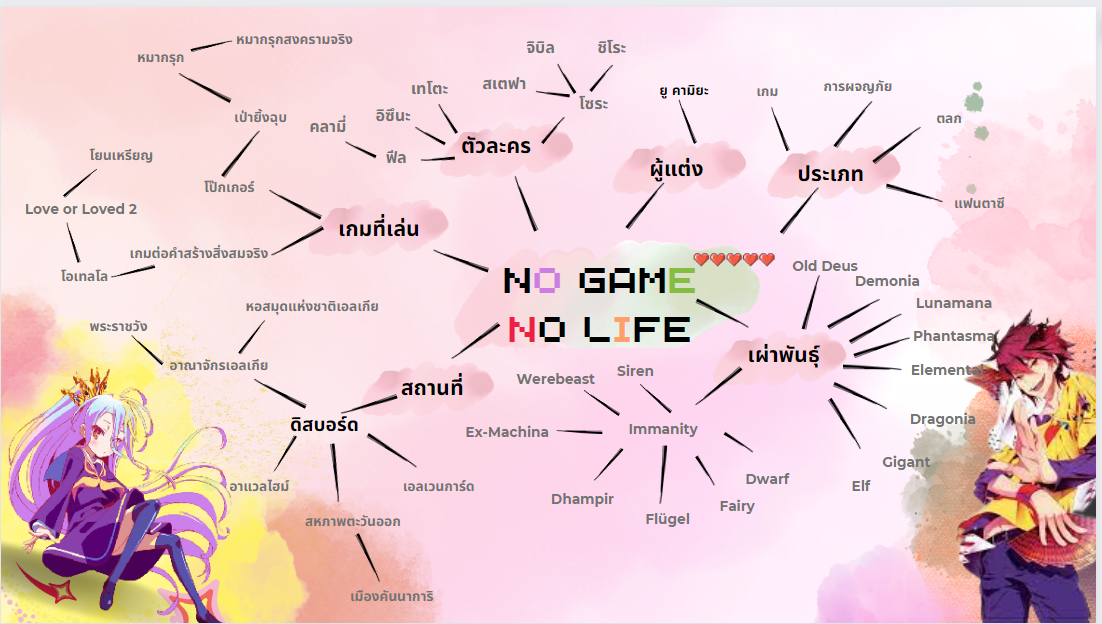 NO GAME
NO LIFE
ตัวละคร
เทโตะ
อิซึนะ
คลามี่
ฟีล
สเตฟา
จิบิล
ชิโระ
โซระ
ผู้แต่ง
ยู คามิยะ
ประเภท
เกม
การผจญภัย
ตลก
แฟนตาซี
เกมที่เล่น
หมากรุก
หมากรุกสงครามจริง
เป่ายิ้งฉุบ
โป๊กเกอร์
โยนเหรียญ
Love or Loved 2
โอเทลโล
เกมต่อคำสร้างสิ่งสมจริง
สถานที่
ดิสบอร์ด
หอสมุดแห่งชาติเอลเกีย
พระราชวัง
อาณาจักรเอลเกีย
อาแวลไฮม์
เอลเวนการ์ด
สหภาพตะวันออก
เมืองคันนาการิ
เผ่าพันธุ์
Old Deus
Demonia
Lunamana
Phantasma
Elemental
Dragonia
Gigant
Elf
Immanity
Siren
Werebeast
Ex-Machina
Dhampir
Flügel
Fairy
Dwarf